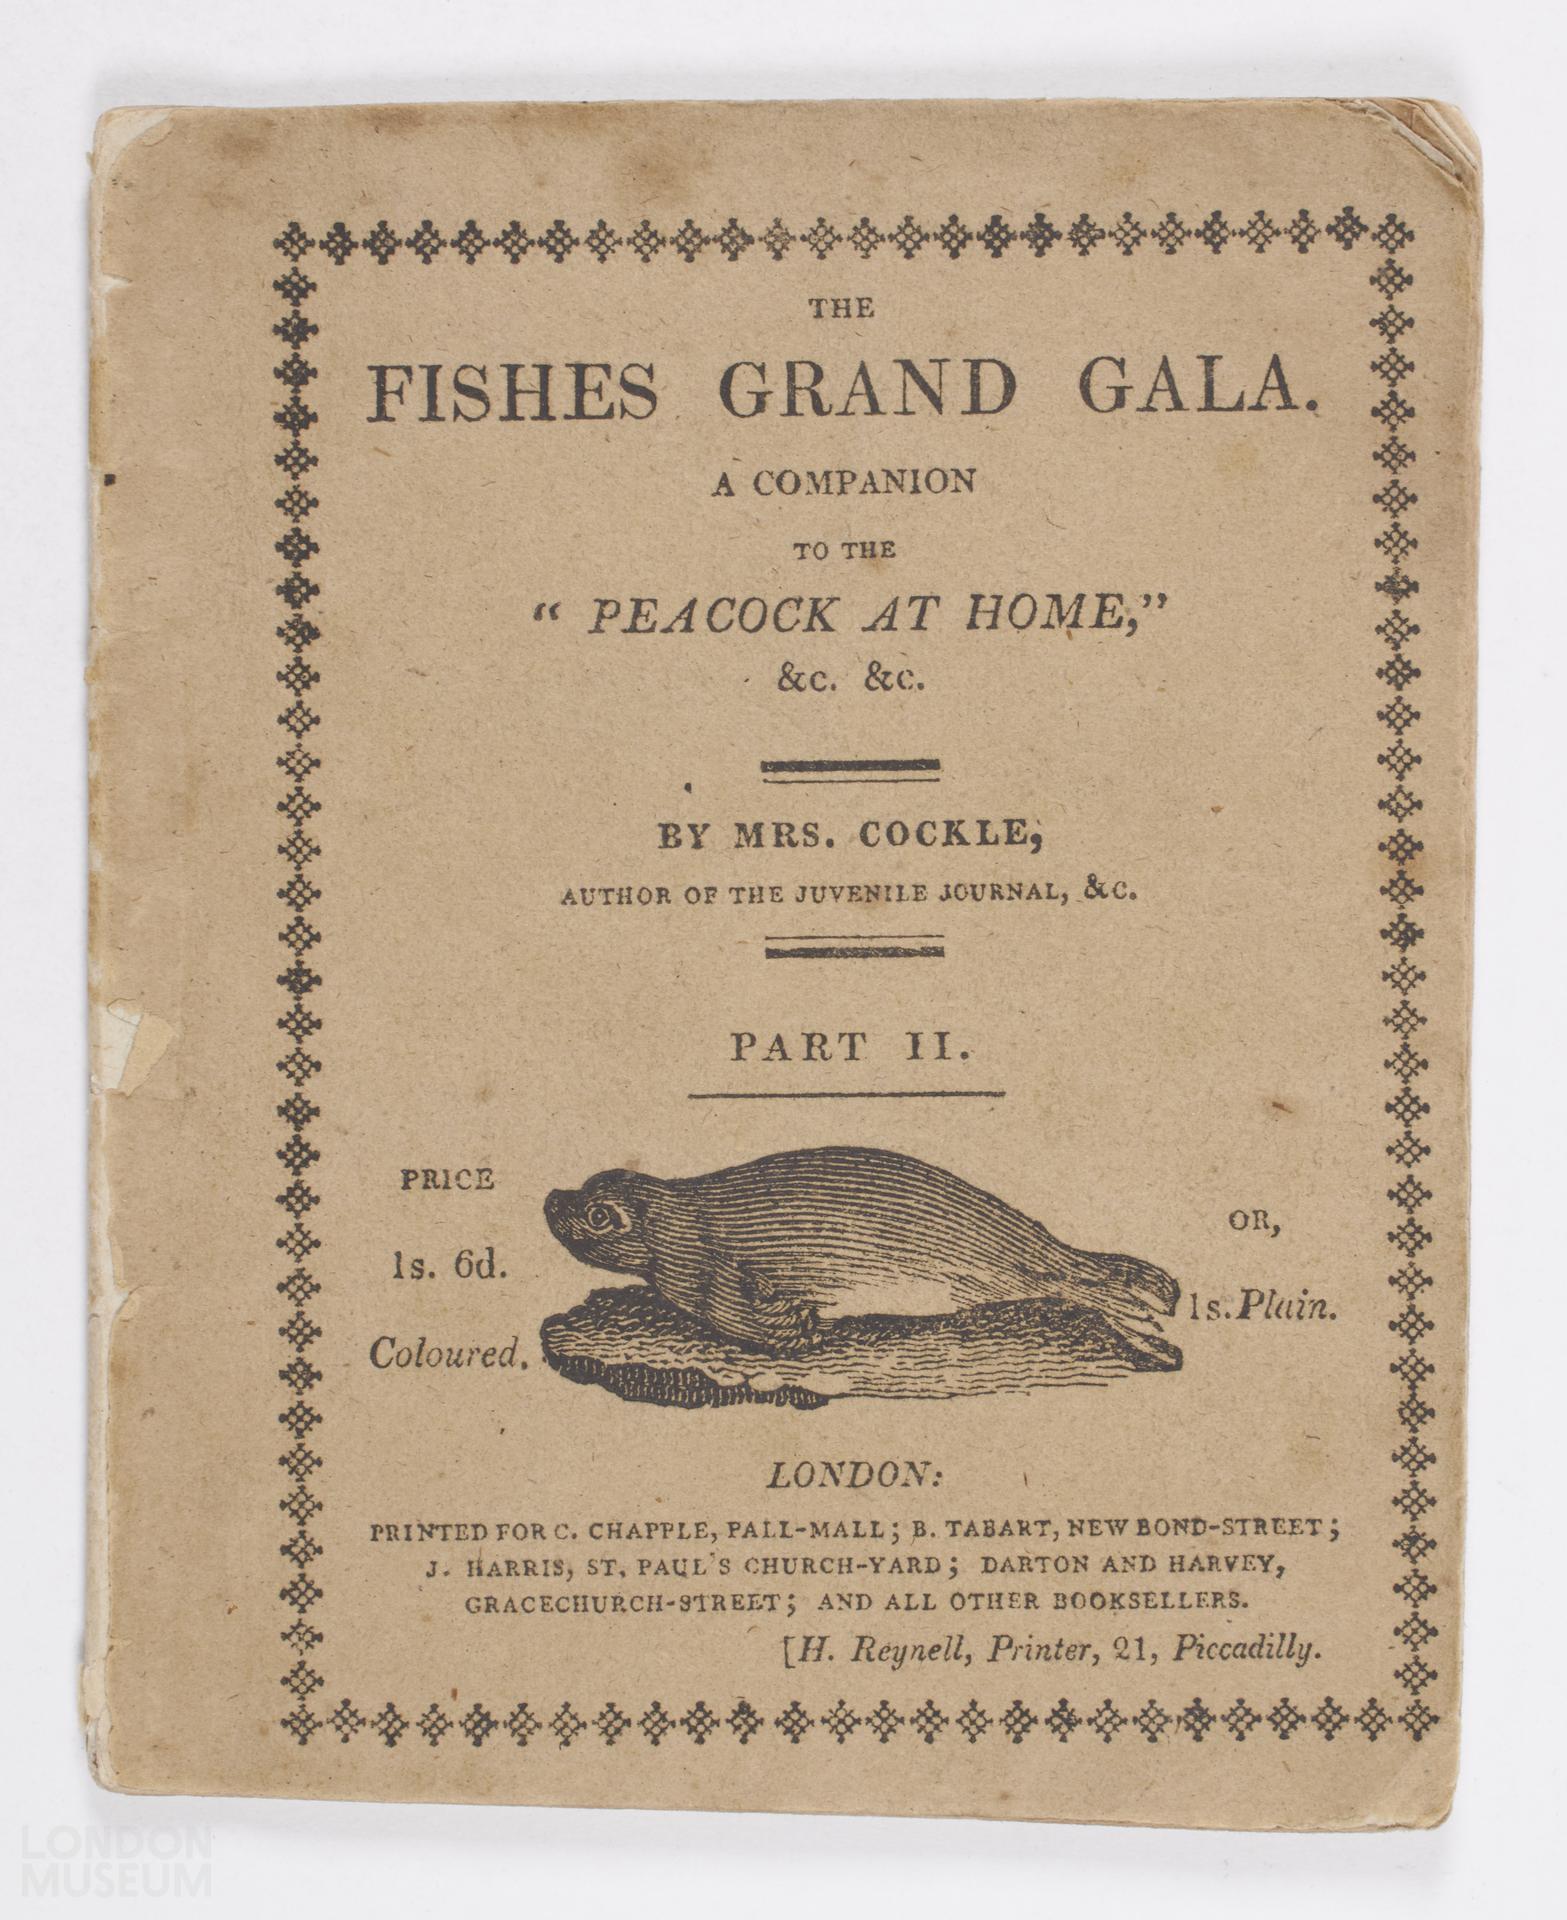 THE
FISHES GRAND GALA.
A COMPANION
TO THE
“ PEACOCK AT HOME,”
&c. &c.
BY MRS. COCKLE,
AUTHOR OF THE JUVENILE JOURNAL, &c.
PART II.
PRICE
1s. 6d.
Coloured.
OR,
1s. Plain.
LONDON:
PRINTED FOR C. CHAPPLE, PALL-MALL; B. TABART, NEW BOND-STREET;
J. HARRIS, ST. PAUL'S CHURCH-YARD; DARTON AND HARVEY,
GRACECHURCH-STREET; AND ALL OTHER BOOKSELLERS.
[H. Reynell, Printer, 21, Piccadilly.
LONDON
MUSEUM